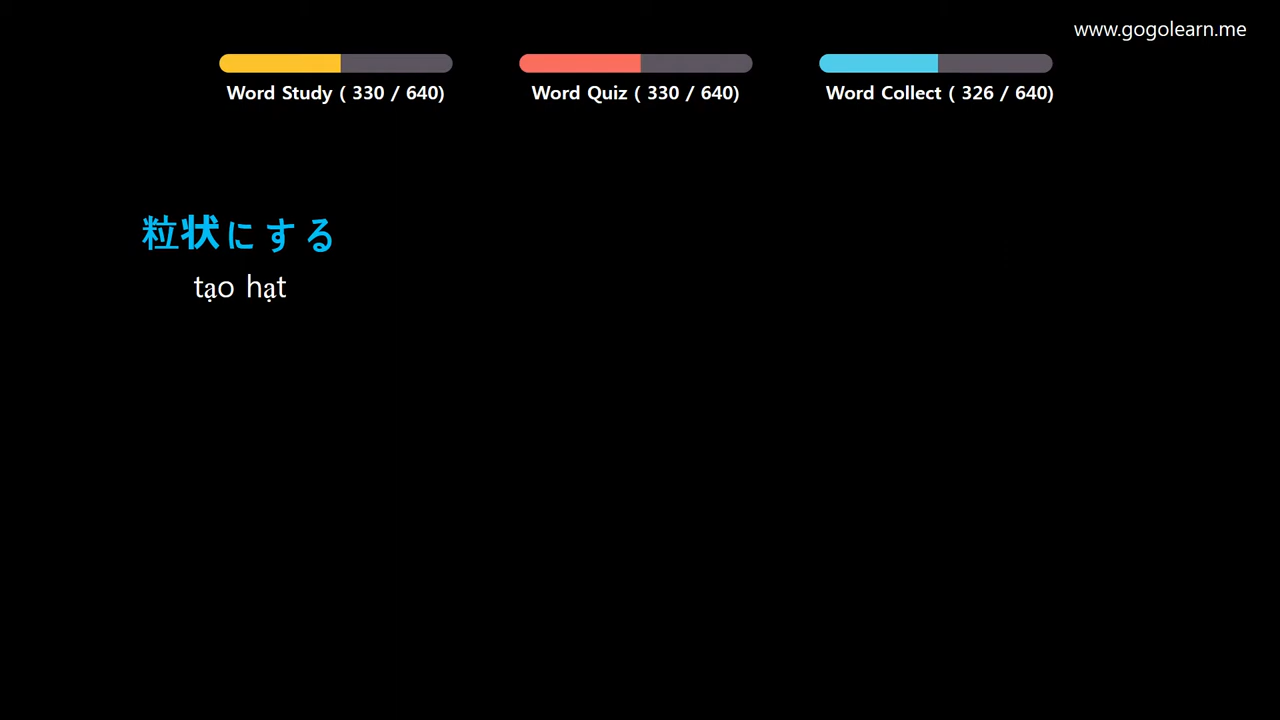 www.gogolearn.me
Word Study ( 330 / 640)
Word Quiz ( 330 / 640)
Word Collect ( 326 / 640)
粒状にする
tạo hạt